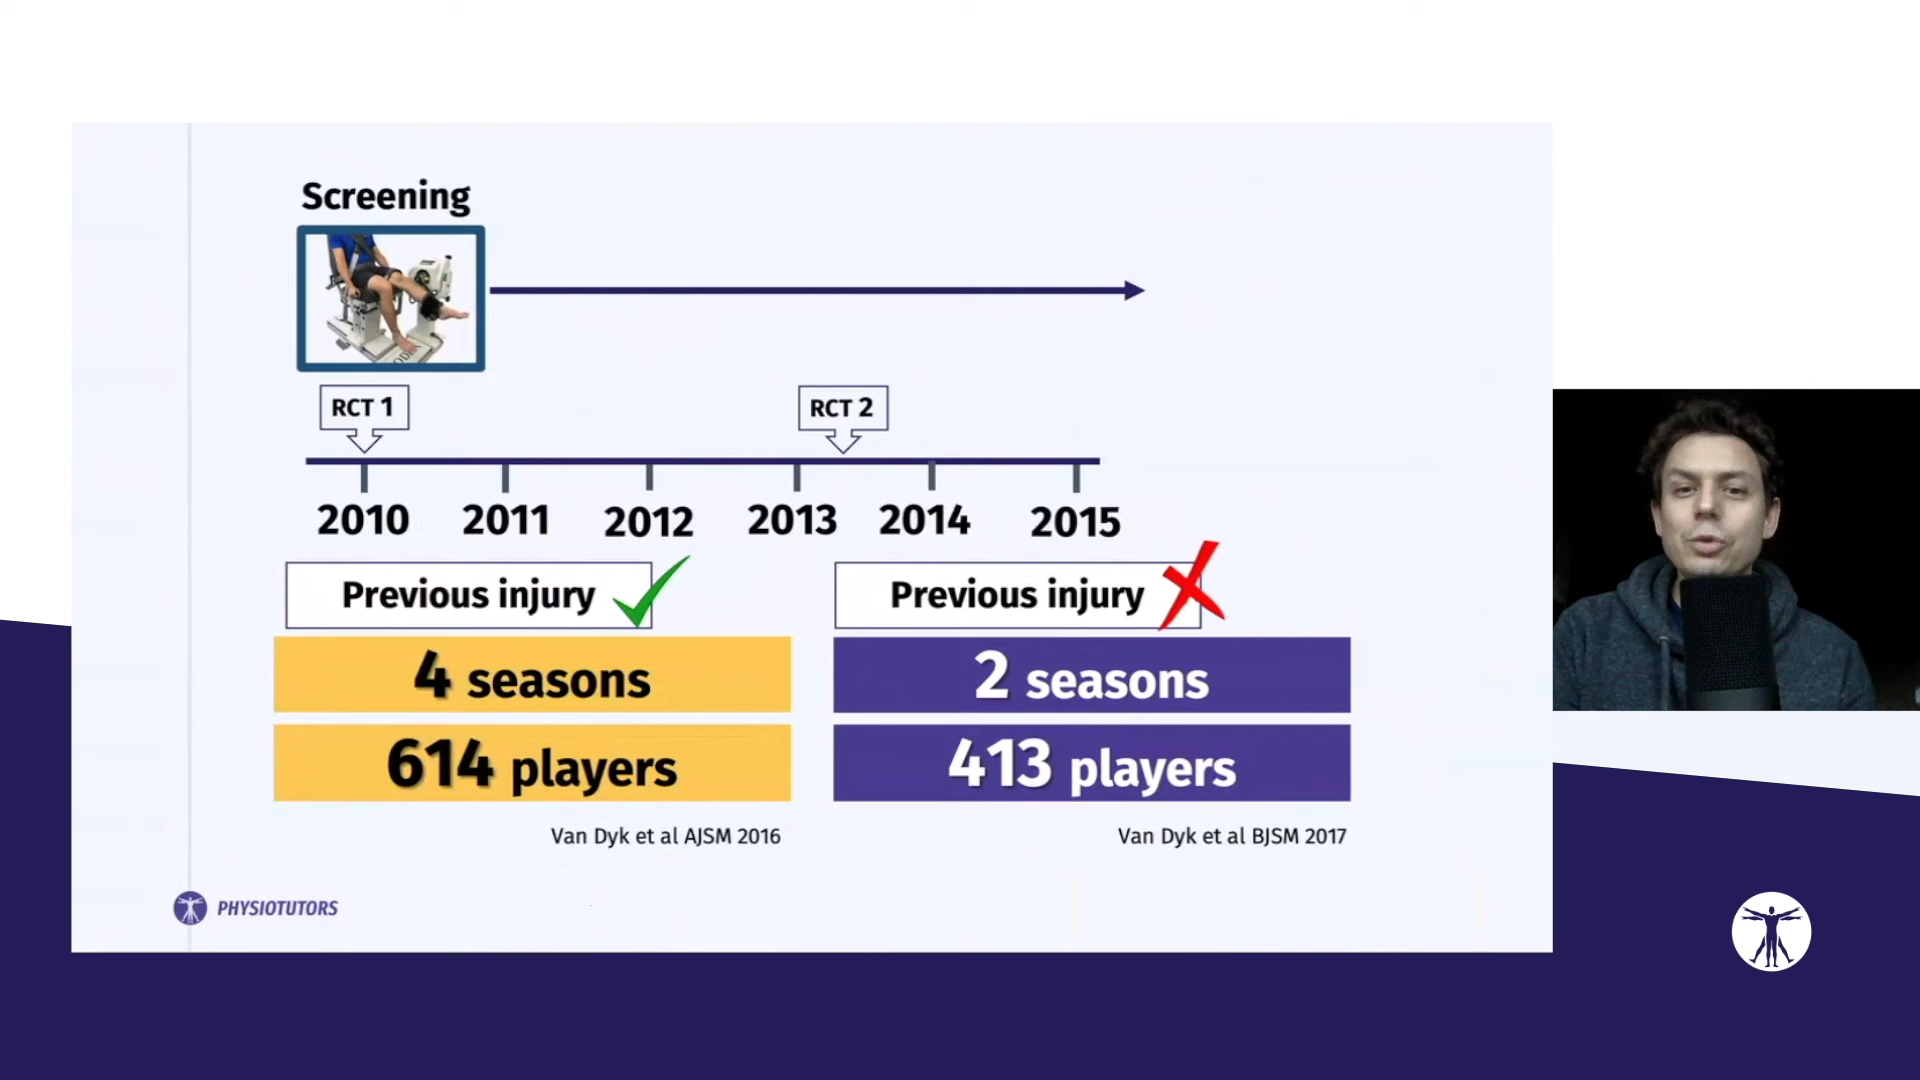 Screening
RCT 1
RCT 2
2010 2011 2012 2013 2014 2015
Previous injury
Previous injury
4 seasons
2 seasons
614 players
413 players
Van Dyk et al AJSM 2016
Van Dyk et al BJSM 2017
PHYSIOTUTORS